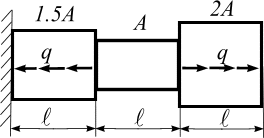 1.5A A 2A
q q
ℓ ℓ ℓ